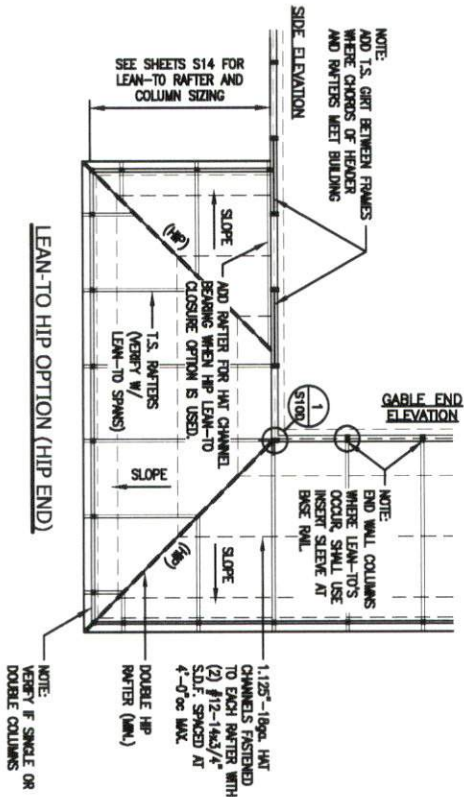 NOTE:
ADD T.S. GIRT BETWEEN FRAMES
WHERE CHORDS OF HEADER
AND RAFTERS MEET BUILDING
SIDE ELEVATION
SEE SHEETS S14 FOR
LEAN-TO RAFTER AND
COLUMN SIZING
GABLE END
ELEVATION
1
S100
NOTE:
END WALL COLUMNS
WHERE LEAN-TO'S
OCCUR, SHALL USE
INSERT SLEEVE AT
BASE RAIL.
ADD RAFTER FOR HAT CHANNEL
BEARING WHEN HIP LEAN-TO
CLOSURE OPTION IS USED.
SLOPE
(HIP)
T.S. RAFTERS
(VERIFY W/
LEAN-TO SPANS)
SLOPE
(HIP)
SLOPE
1.125"-18ga. HAT
CHANNELS FASTENED
TO EACH RAFTER WITH
(2) #12-14x3/4"
S.D.F. SPACED AT
4'-0"oc MAX.
DOUBLE HIP
RAFTER (MIN.)
NOTE:
VERIFY IF SINGLE OR
DOUBLE COLUMNS
LEAN-TO HIP OPTION (HIP END)